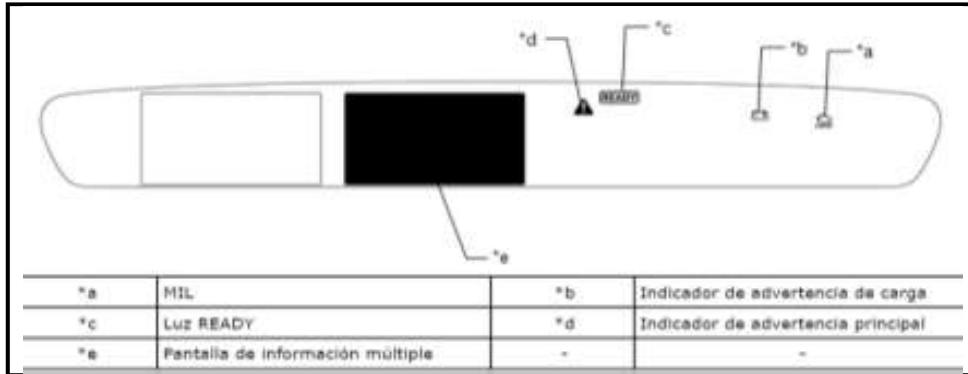 *d *c *b *a
READY
*e
*a MIL *b Indicador de advertencia de carga
*c Luz READY *d Indicador de advertencia principal
*e Pantalla de información múltiple - -